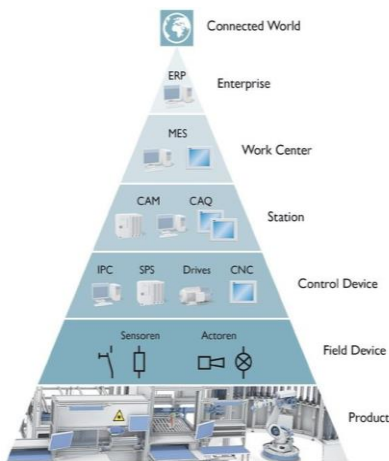 Connected World
ERP
Enterprise
MES
Work Center
CAM CAQ
Station
IPC SPS Drives CNC
Control Device
Sensoren Actoren
Field Device
Product